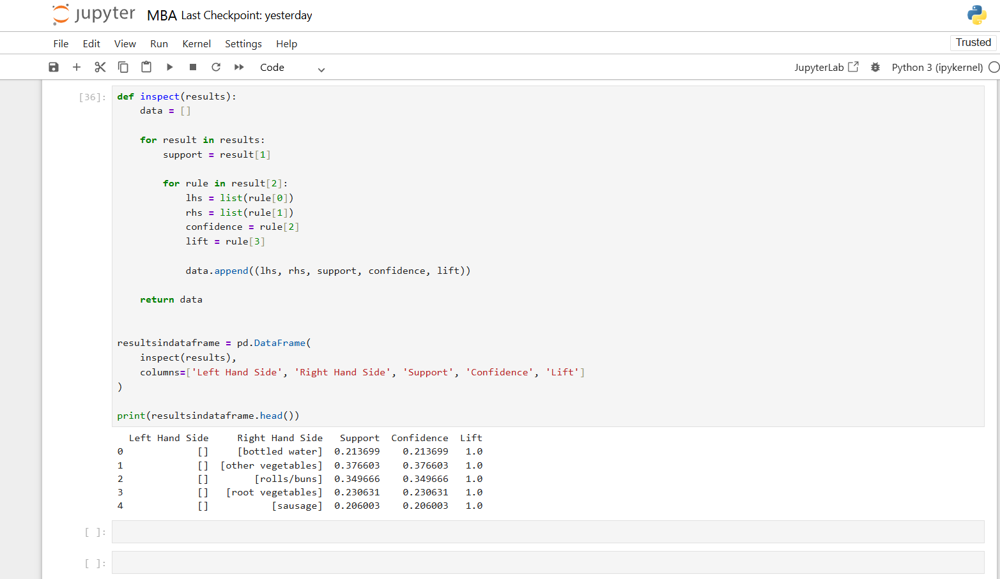 jupyter MBA Last Checkpoint: yesterday
File Edit View Run Kernel Settings Help
Trusted
Code JupyterLab Python 3 (ipykernel)
[36]: def inspect(results):
    data = []

    for result in results:
        support = result[1]

        for rule in result[2]:
            lhs = list(rule[0])
            rhs = list(rule[1])
            confidence = rule[2]
            lift = rule[3]

            data.append((lhs, rhs, support, confidence, lift))

    return data


resultsindataframe = pd.DataFrame(
    inspect(results),
    columns=['Left Hand Side', 'Right Hand Side', 'Support', 'Confidence', 'Lift']
)

print(resultsindataframe.head())
  Left Hand Side     Right Hand Side   Support  Confidence  Lift
0             []     [bottled water]  0.213699    0.213699   1.0
1             []  [other vegetables]  0.376603    0.376603   1.0
2             []        [rolls/buns]  0.349666    0.349666   1.0
3             []   [root vegetables]  0.230631    0.230631   1.0
4             []           [sausage]  0.206003    0.206003   1.0
[ ]:
[ ]: